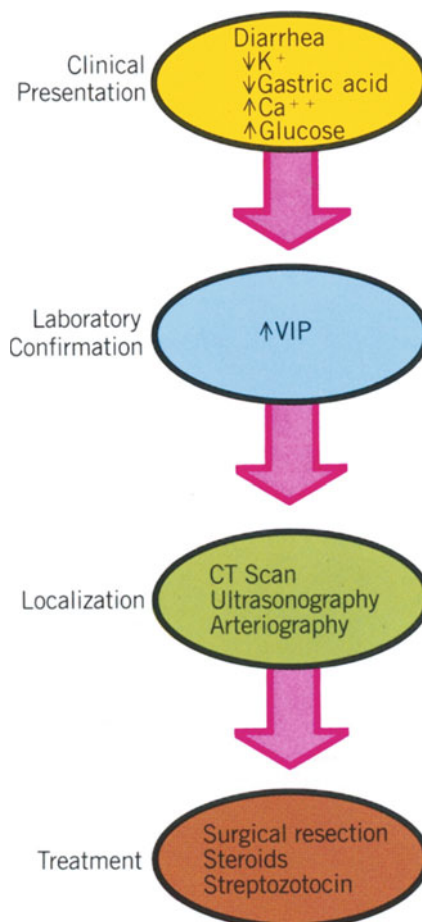 Clinical
Presentation
Diarrhea
↓K⁺
↓Gastric acid
↑Ca⁺⁺
↑Glucose
Laboratory
Confirmation
↑VIP
Localization
CT Scan
Ultrasonography
Arteriography
Treatment
Surgical resection
Steroids
Streptozotocin